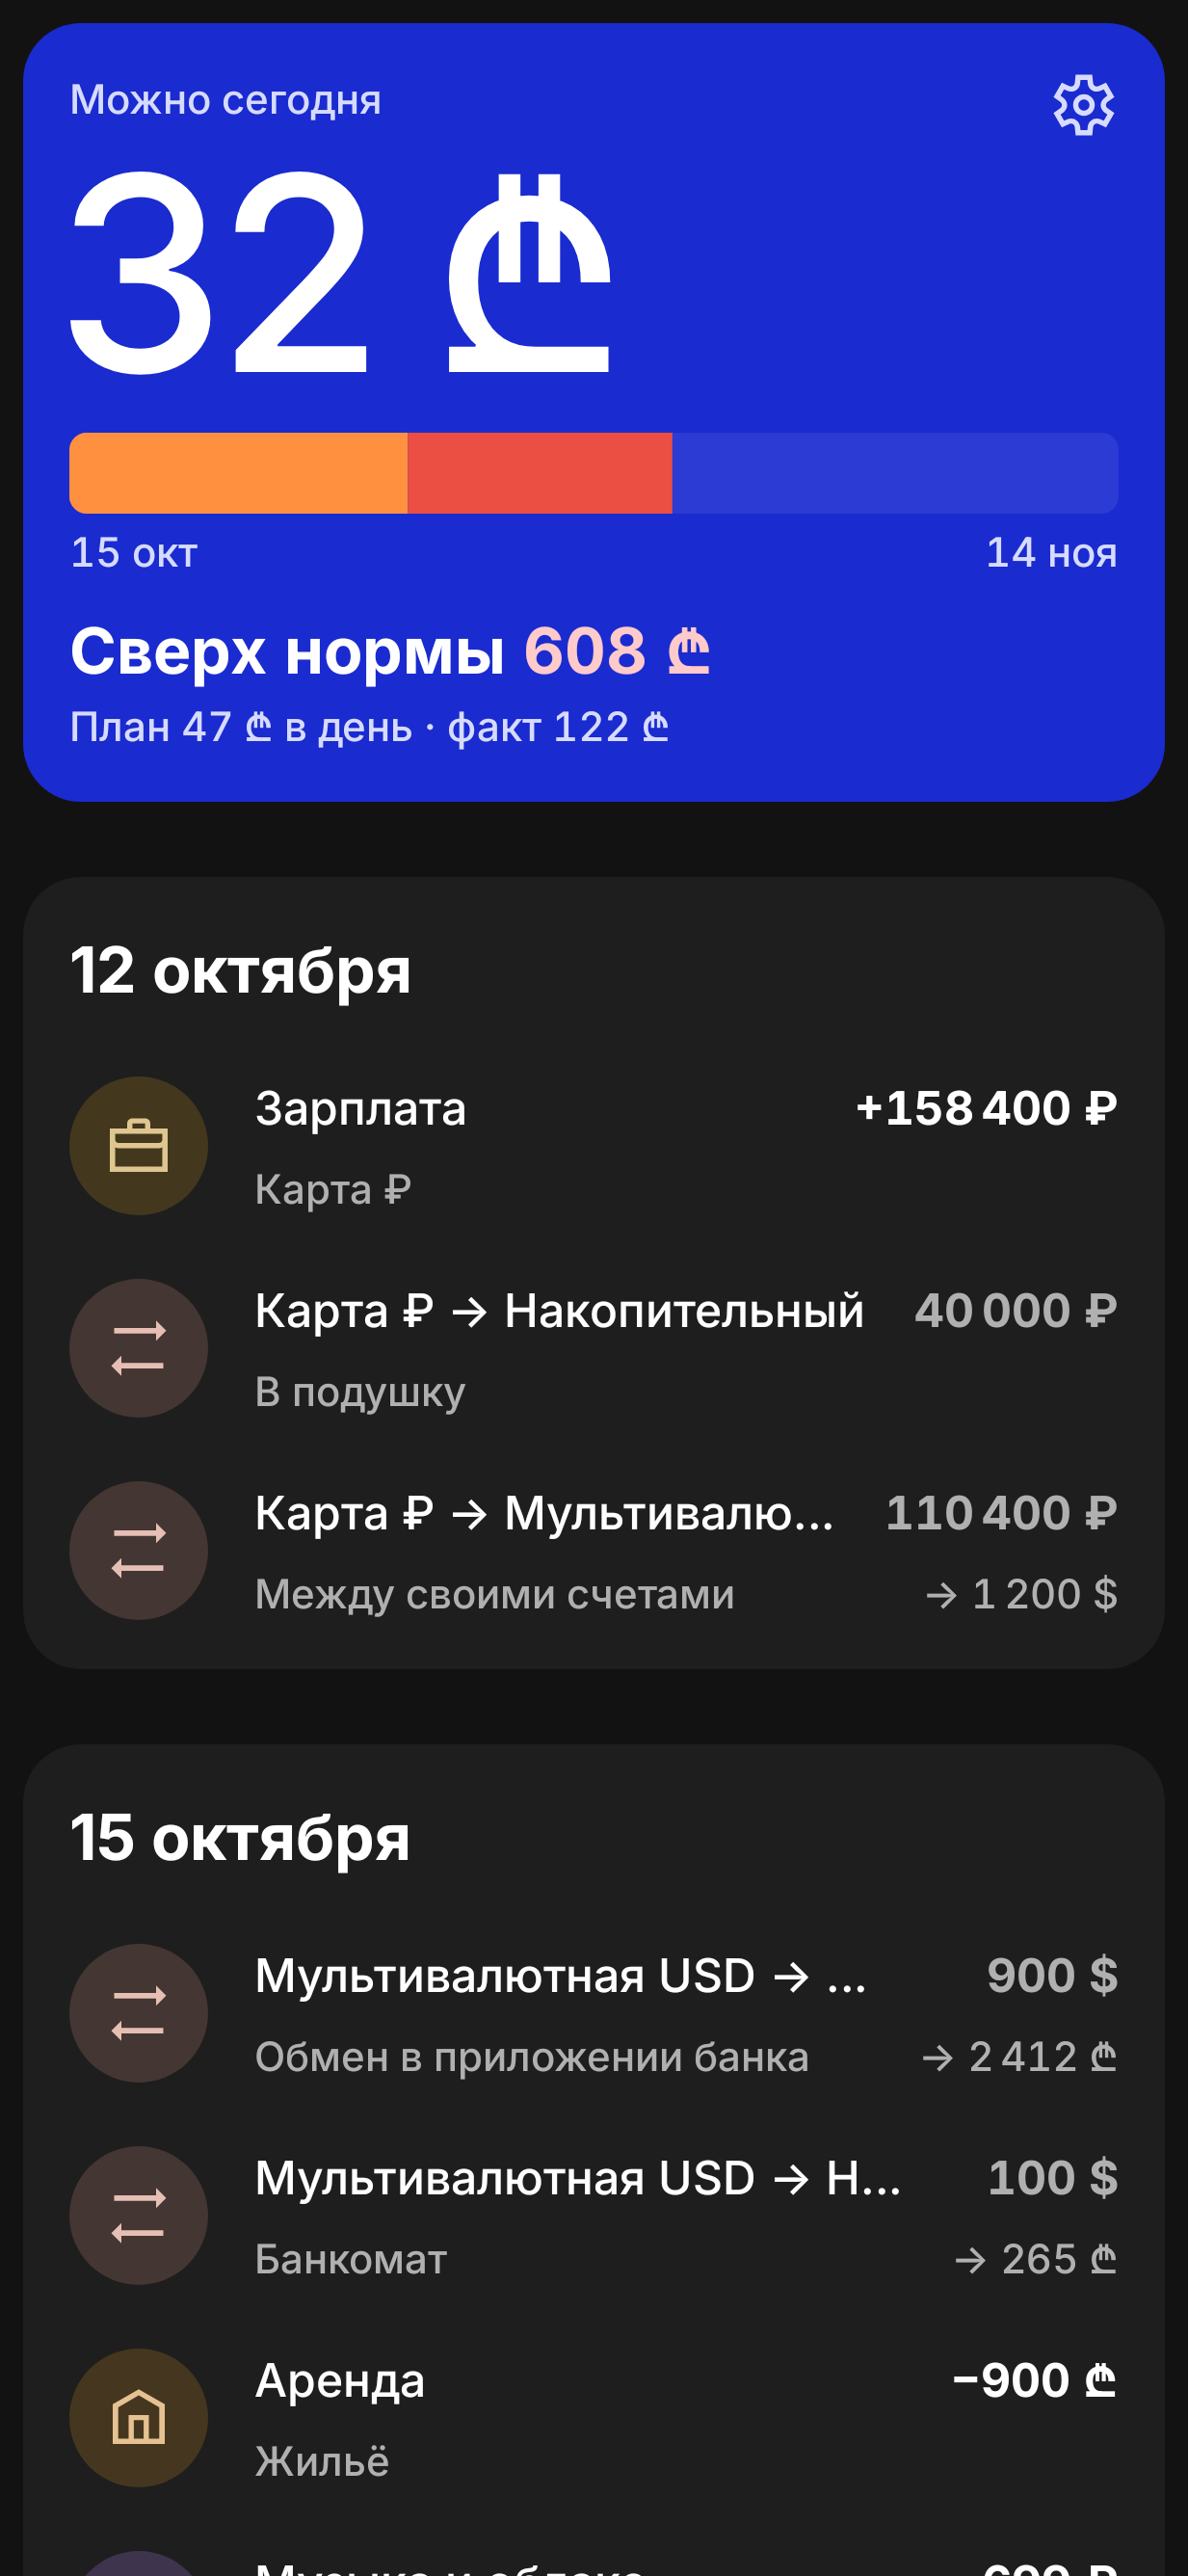 Можно сегодня
32 ₾
15 окт 14 ноя
Сверх нормы 608 ₾
План 47 ₾ в день · факт 122 ₾
12 октября
Зарплата +158 400 ₽
Карта ₽
Карта ₽ → Накопительный 40 000 ₽
В подушку
Карта ₽ → Мультивалю... 110 400 ₽
Между своими счетами → 1 200 $
15 октября
Мультивалютная USD → ... 900 $
Обмен в приложении банка → 2 412 ₾
Мультивалютная USD → Н... 100 $
Банкомат → 265 ₾
Аренда −900 ₾
Жильё